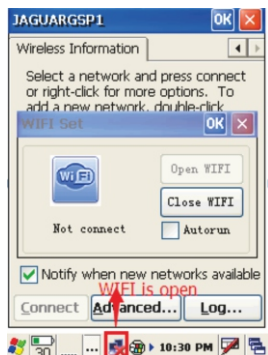 JAGUARGSP1 OK
Wireless Information
Select a network and press connect
or right-click for more options. To
add a new network, double-click
WIFI Set OK
WiFi
Open WIFI
Close WIFI
Not connect
Autorun
Notify when new networks available
WIFI is open
Connect Advanced... Log...
30 ... 10:30 PM